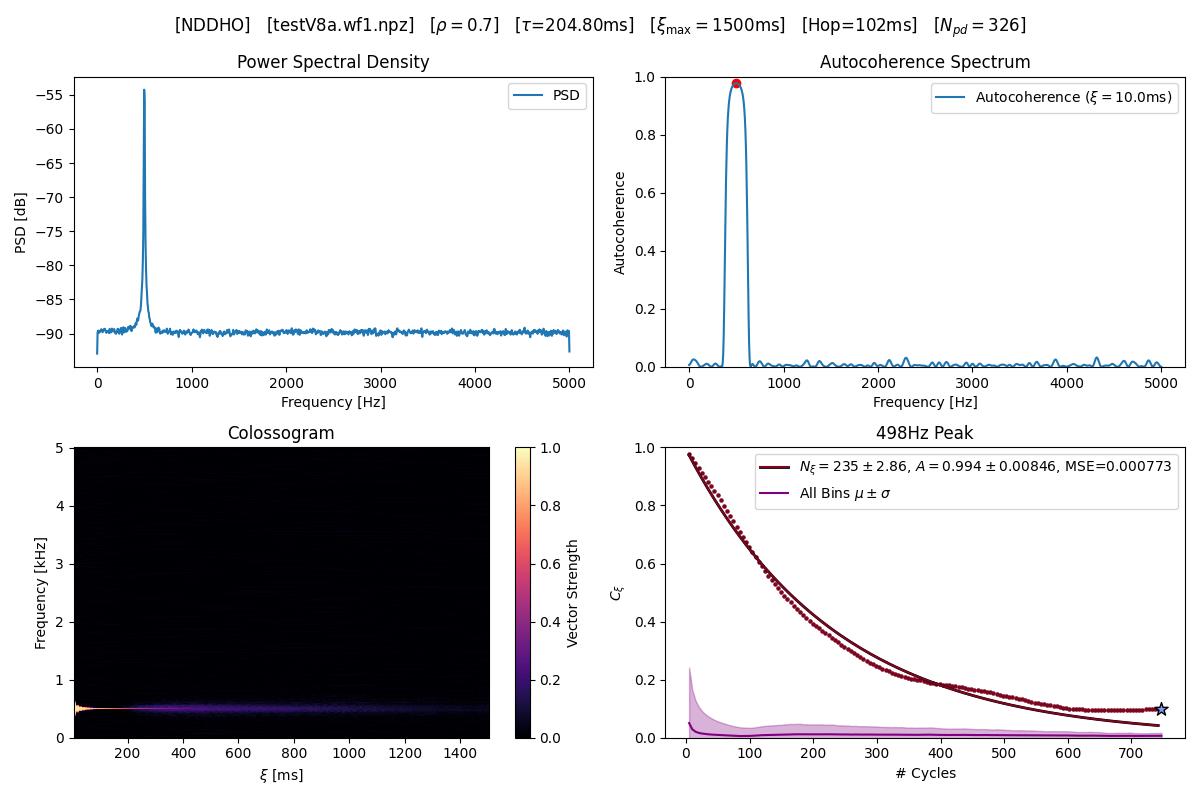 [NDDHO]   [testV8a.wf1.npz]   [ρ = 0.7]   [τ=204.80ms]   [ξmax = 1500ms]   [Hop=102ms]   [Npd = 326]
Power Spectral Density
PSD
PSD [dB]
−55
−60
−65
−70
−75
−80
−85
−90
0 1000 2000 3000 4000 5000
Frequency [Hz]
Autocoherence Spectrum
Autocoherence (ξ = 10.0ms)
Autocoherence
1.0
0.8
0.6
0.4
0.2
0.0
0 1000 2000 3000 4000 5000
Frequency [Hz]
Colossogram
Frequency [kHz]
5
4
3
2
1
0
200 400 600 800 1000 1200 1400
ξ [ms]
1.0
0.8
0.6
0.4
0.2
0.0
Vector Strength
498Hz Peak
Nξ = 235 ± 2.86, A = 0.994 ± 0.00846, MSE=0.000773
All Bins μ ± σ
Cξ
1.0
0.8
0.6
0.4
0.2
0.0
0 100 200 300 400 500 600 700
# Cycles